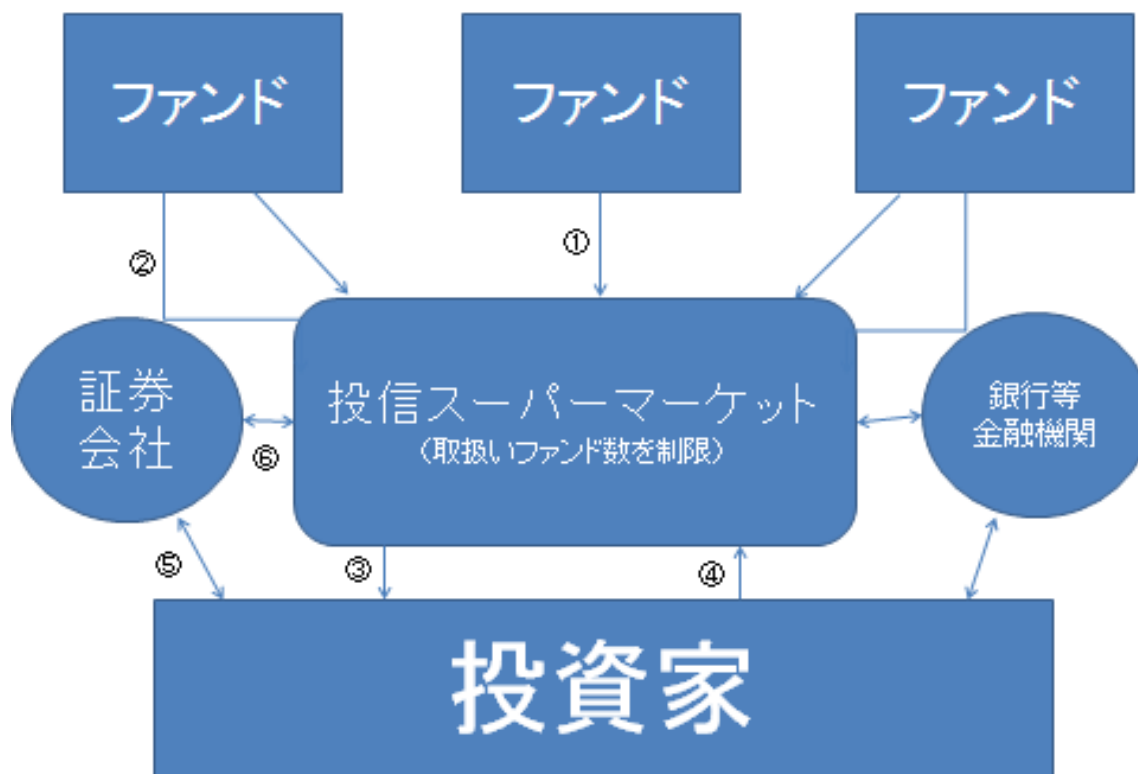 ファンド
ファンド
ファンド
①
②
証券
会社
投信スーパーマーケット
（取扱いファンド数を制限）
銀行等
金融機関
⑥
⑤
③
④
投資家